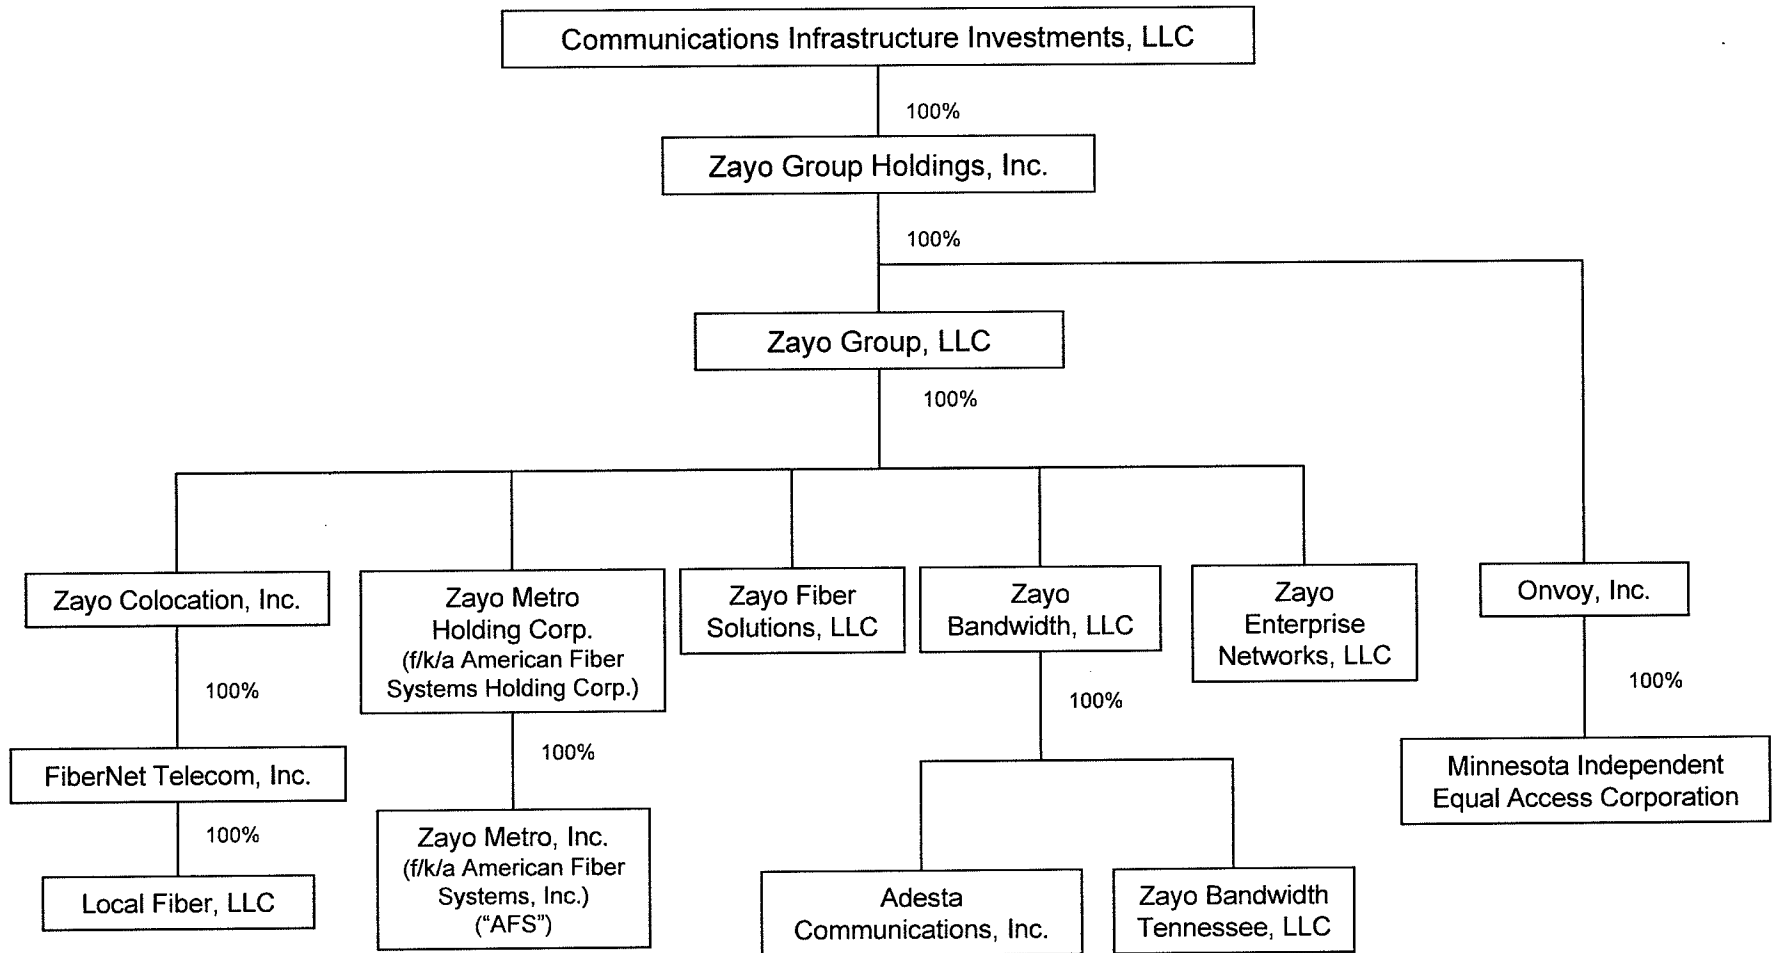 Communications Infrastructure Investments, LLC
100%
Zayo Group Holdings, Inc.
100%
Zayo Group, LLC
100%
Zayo Colocation, Inc.
Zayo Metro
Holding Corp.
(f/k/a American Fiber
Systems Holding Corp.)
Zayo Fiber
Solutions, LLC
Zayo
Bandwidth, LLC
Zayo
Enterprise
Networks, LLC
Onvoy, Inc.
100%
100%
100%
100%
FiberNet Telecom, Inc.
Minnesota Independent
Equal Access Corporation
100%
Zayo Metro, Inc.
(f/k/a American Fiber
Systems, Inc.)
(“AFS”)
Local Fiber, LLC
Adesta
Communications, Inc.
Zayo Bandwidth
Tennessee, LLC